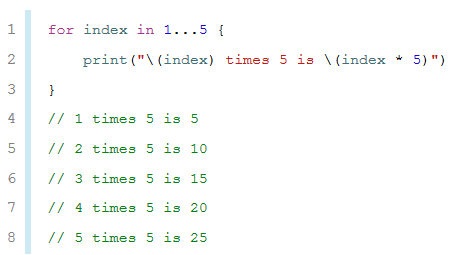 1 for index in 1...5 {
2     print("\(index) times 5 is \(index * 5)")
3 }
4 // 1 times 5 is 5
5 // 2 times 5 is 10
6 // 3 times 5 is 15
7 // 4 times 5 is 20
8 // 5 times 5 is 25